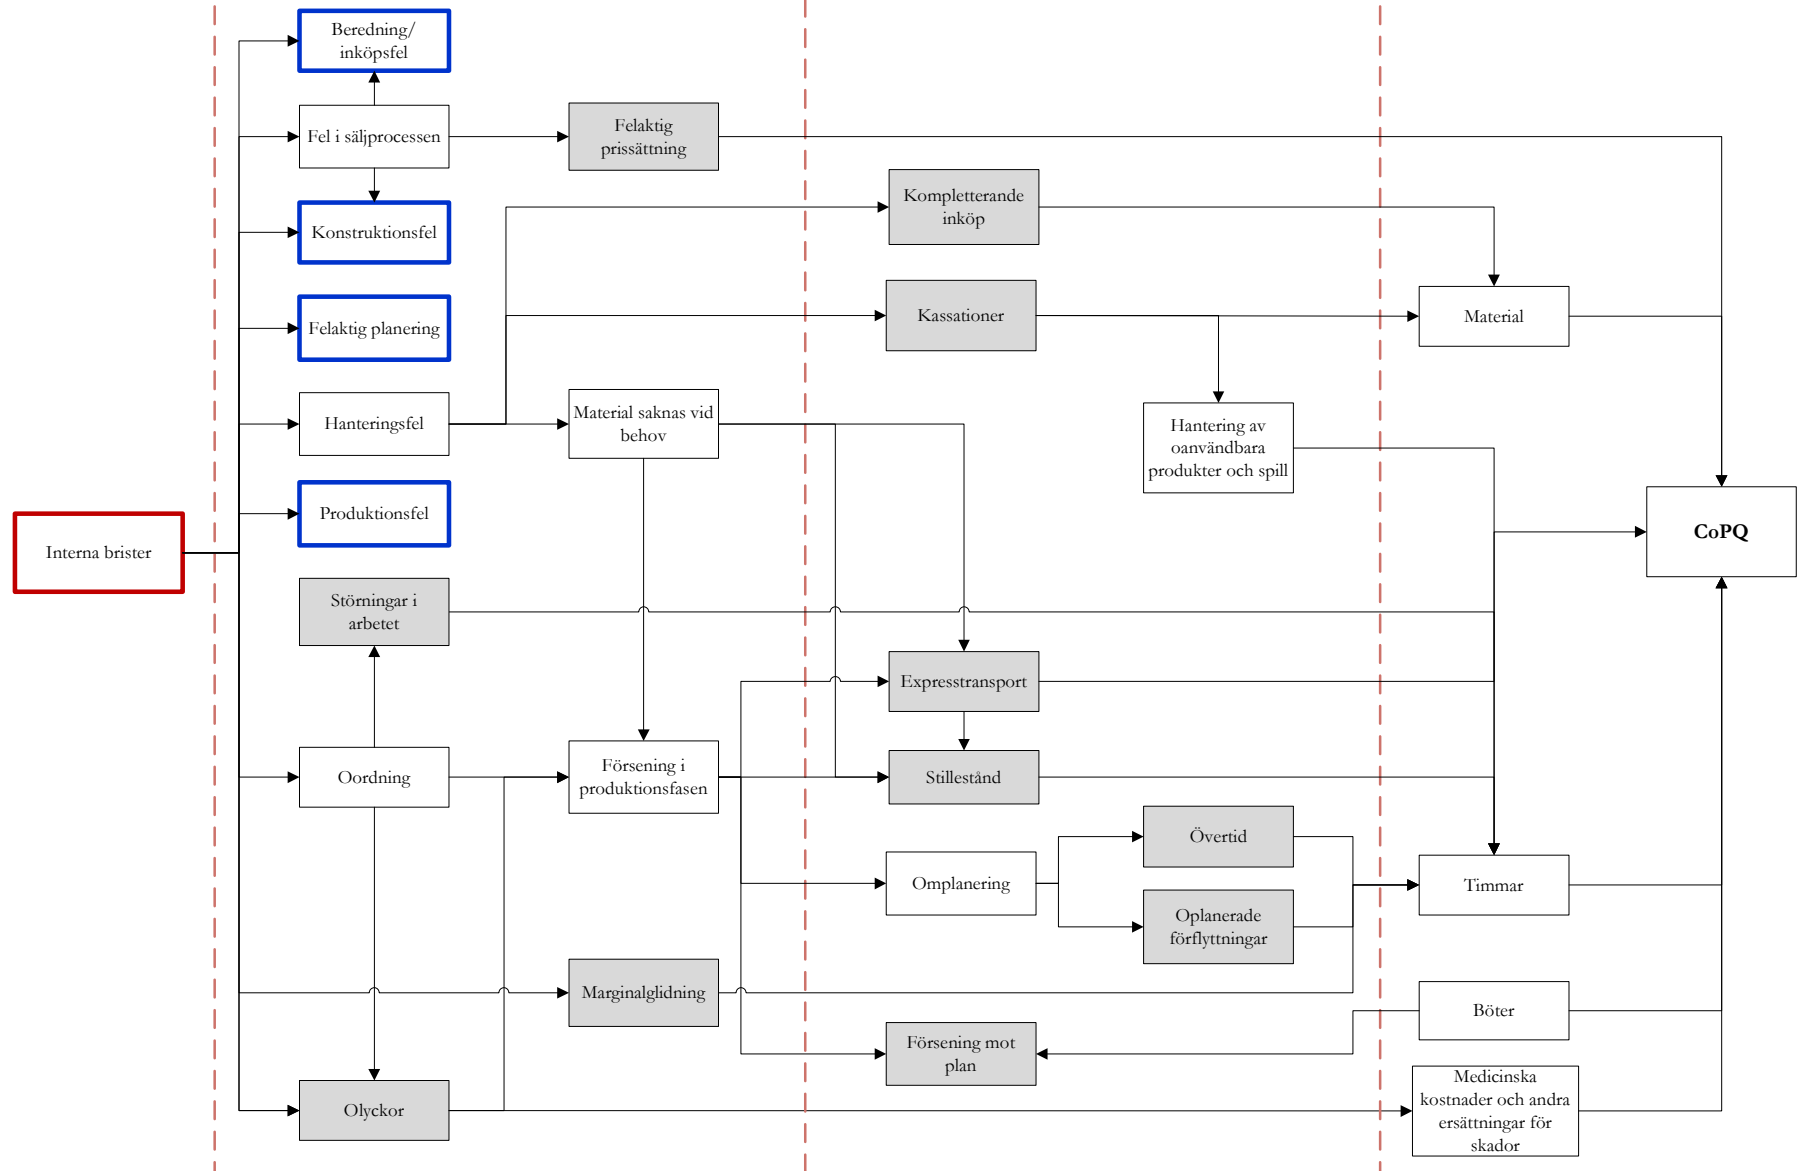 Beredning/
inköpsfel
Fel i säljprocessen
Felaktig
prissättning
Kompletterande
inköp
Konstruktionsfel
Felaktig planering
Kassationer
Material
Hanteringsfel
Material saknas vid
behov
Hantering av
oanvändbara
produkter och spill
Produktionsfel
Interna brister
CoPQ
Störningar i
arbetet
Expresstransport
Oordning
Försening i
produktionsfasen
Stillestånd
Övertid
Omplanering
Timmar
Oplanerade
förflyttningar
Marginalglidning
Böter
Försening mot
plan
Olyckor
Medicinska
kostnader och andra
ersättningar för
skador